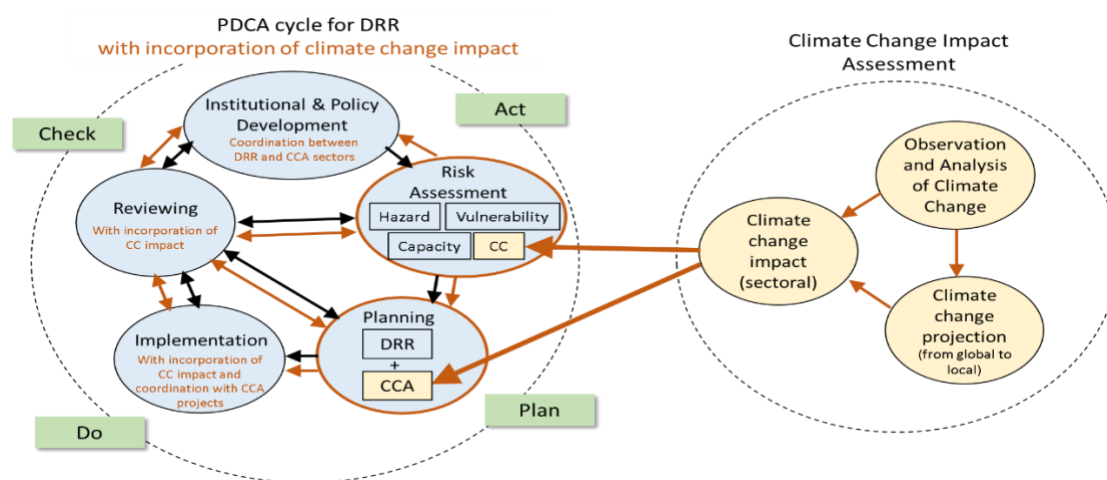 PDCA cycle for DRR
with incorporation of climate change impact
Check
Act
Institutional & Policy
Development
Coordination between
DRR and CCA sectors
Risk
Assessment
Hazard
Vulnerability
Capacity
CC
Reviewing
With incorporation of
CC impact
Planning
DRR
+
CCA
Implementation
With incorporation of
CC impact and
coordination with CCA
projects
Do
Plan
Climate Change Impact
Assessment
Observation
and Analysis
of Climate
Change
Climate
change
impact
(sectoral)
Climate
change
projection
(from global to
local)